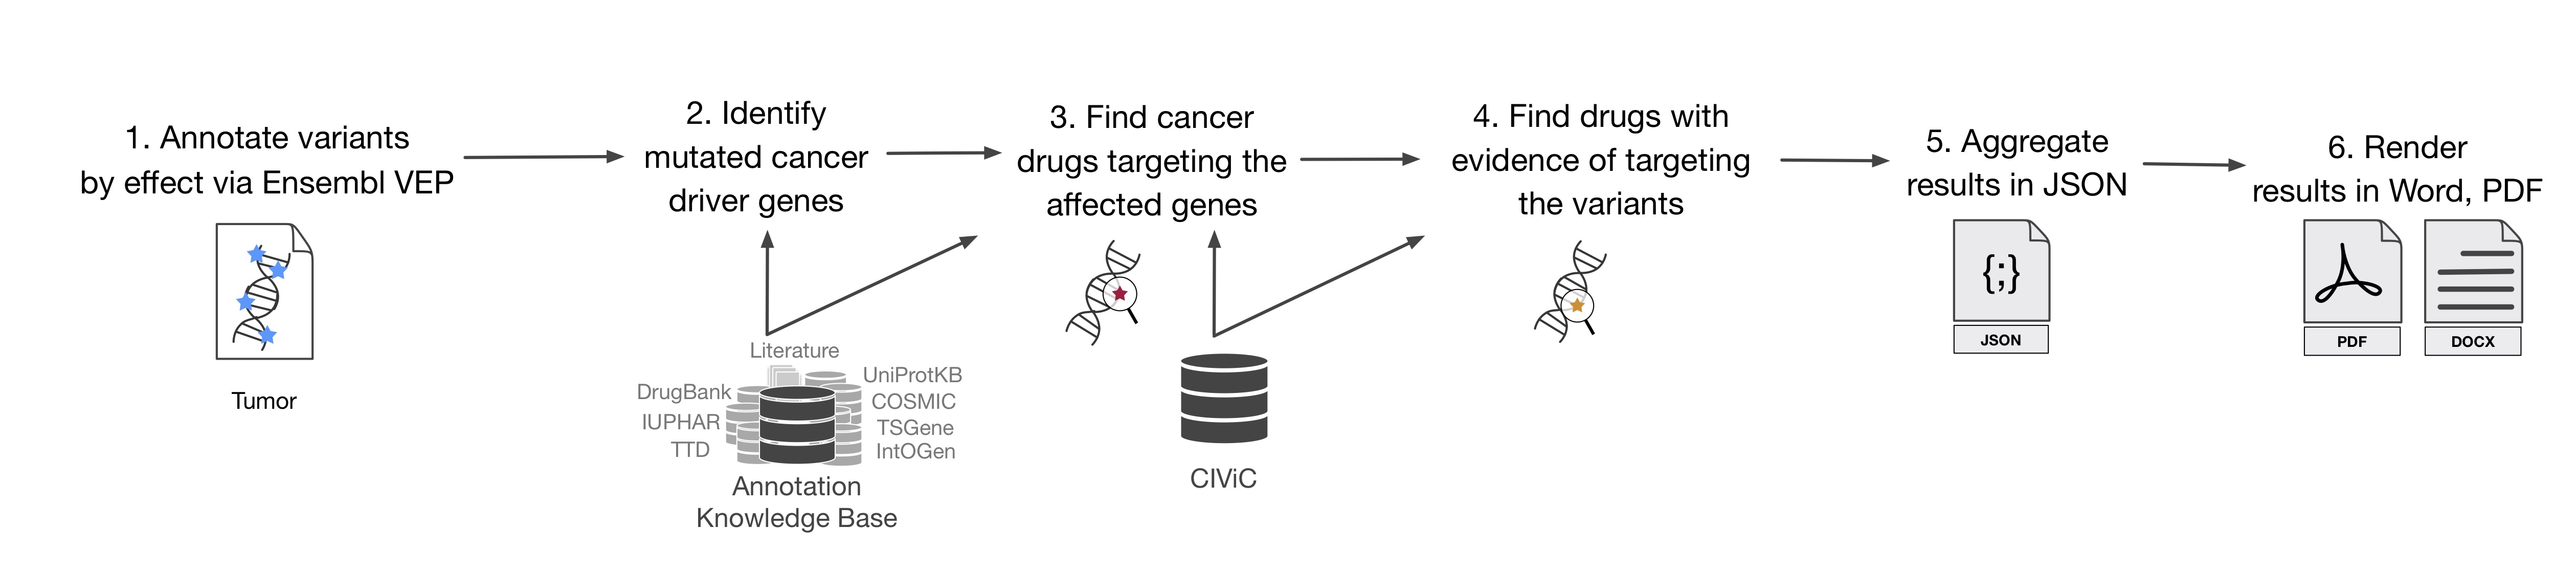 1. Annotate variants
by effect via Ensembl VEP
Tumor
2. Identify
mutated cancer
driver genes
Literature
DrugBank
IUPHAR
TTD
UniProtKB
COSMIC
TSGene
IntOGen
Annotation
Knowledge Base
3. Find cancer
drugs targeting the
affected genes
CIViC
4. Find drugs with
evidence of targeting
the variants
5. Aggregate
results in JSON
{;}
JSON
6. Render
results in Word, PDF
PDF
DOCX